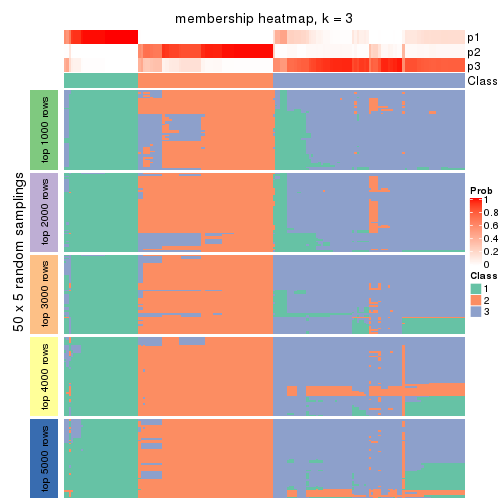 membership heatmap, k = 3
p1
p2
p3
Class
50 x 5 random samplings
top 1000 rows
top 2000 rows
top 3000 rows
top 4000 rows
top 5000 rows
Prob
1
0.8
0.6
0.4
0.2
0
Class
1
2
3